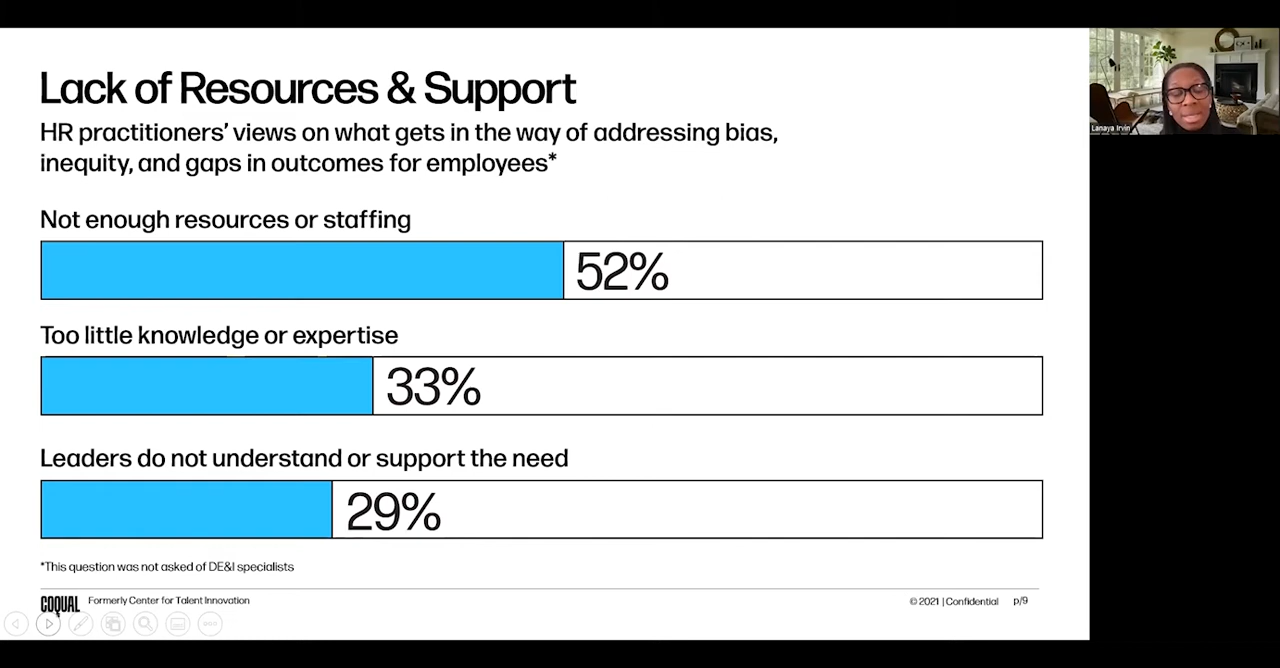 Lack of Resources & Support
HR practitioners' views on what gets in the way of addressing bias,
inequity, and gaps in outcomes for employees*
Not enough resources or staffing
52%
Too little knowledge or expertise
33%
Leaders do not understand or support the need
29%
*This question was not asked of DE&I specialists
COQUAL Formerly Center for Talent Innovation © 2021 | Confidential p/9
Lanaya Irvin